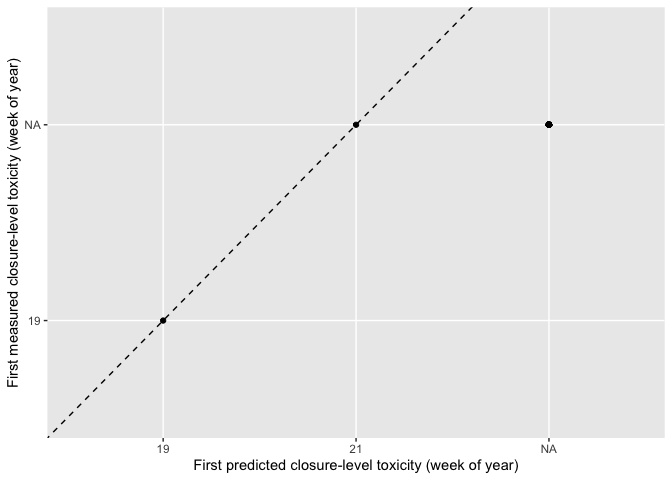 First measured closure-level toxicity (week of year)
NA
19
19
21
NA
First predicted closure-level toxicity (week of year)